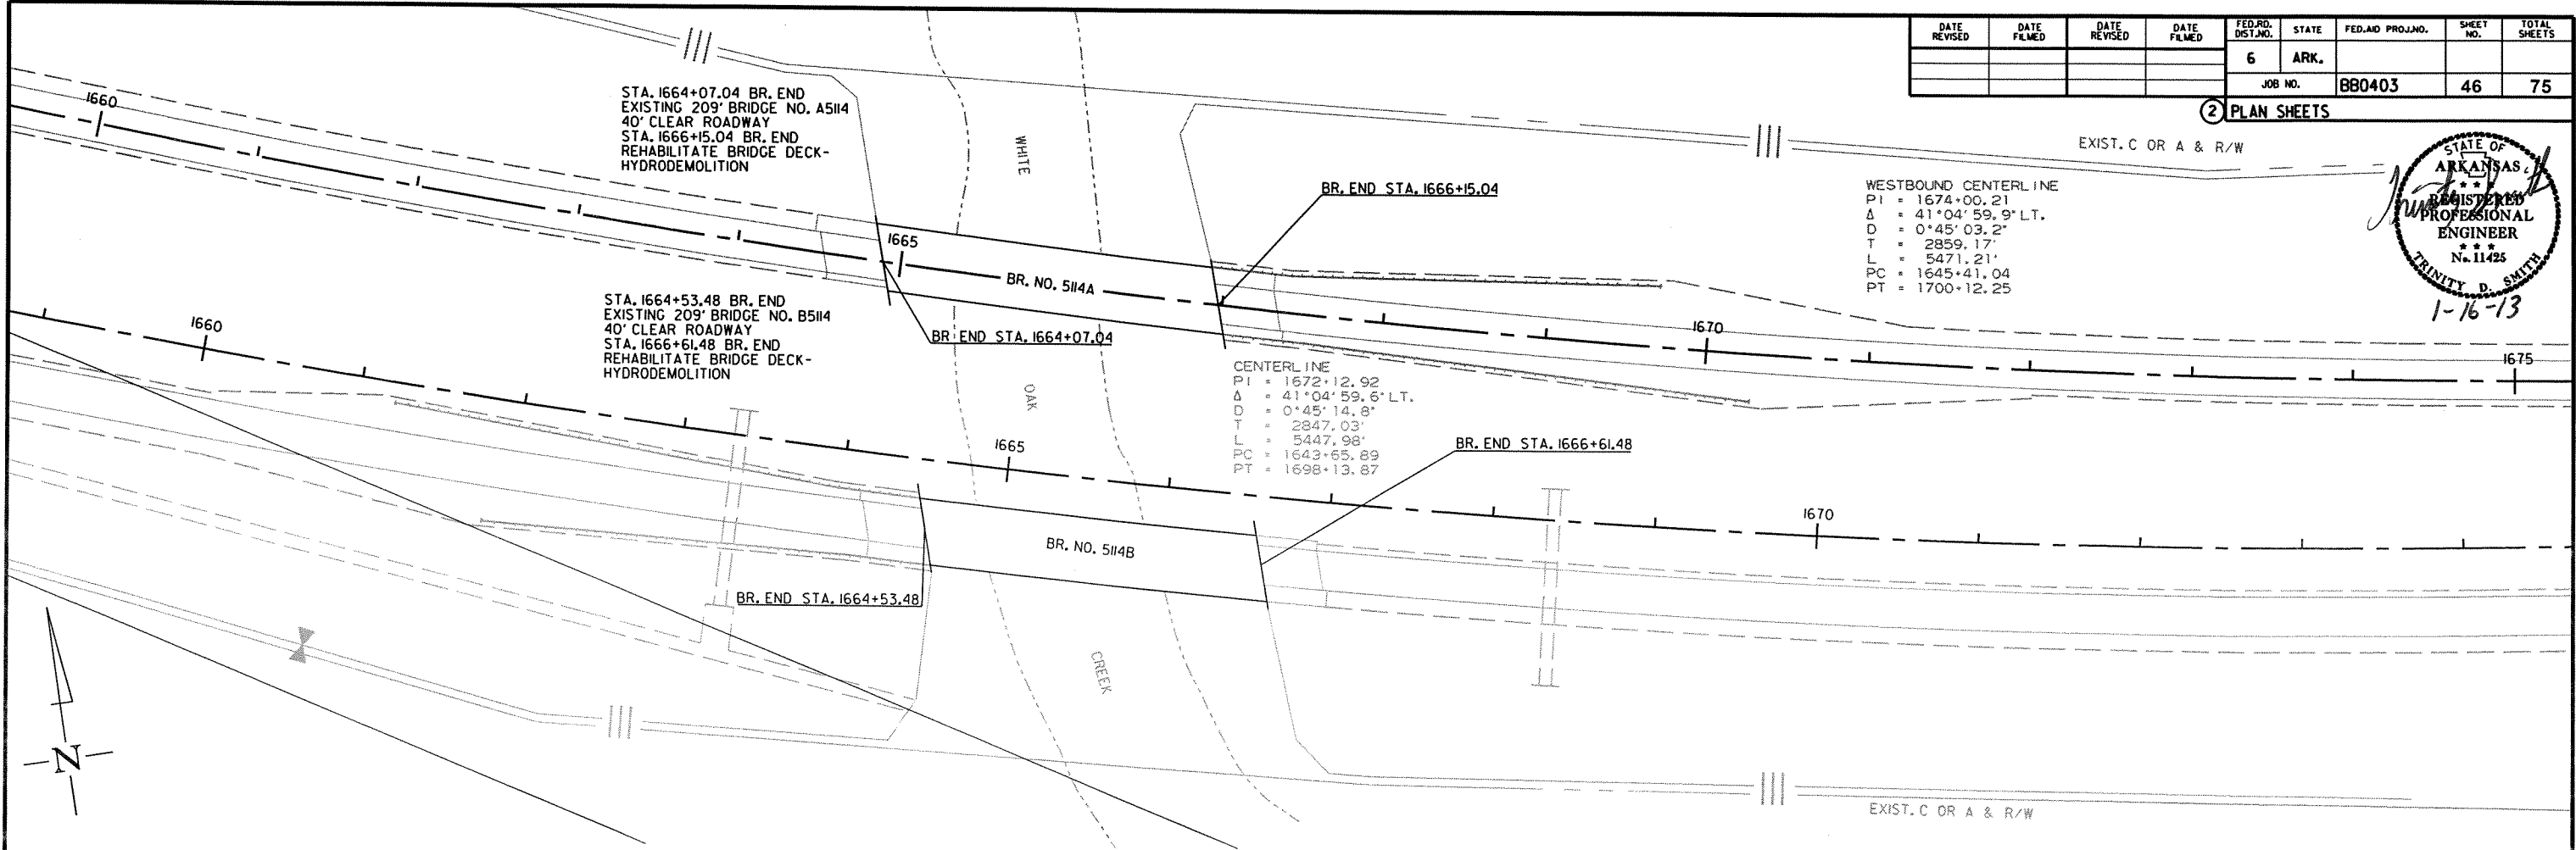 DATE REVISED
DATE FILMED
DATE REVISED
DATE FILMED
FED.RD. DIST.NO.
STATE
FED.AID PROJ.NO.
SHEET NO.
TOTAL SHEETS
6
ARK.
JOB NO.
BB0403
46
75
2 PLAN SHEETS
STATE OF
ARKANSAS
* *
REGISTERED
PROFESSIONAL
ENGINEER
* * *
No. 11425
TRINITY D. SMITH
1-16-13
EXIST. C OR A & R/W
STA. 1664+07.04 BR. END
EXISTING 209' BRIDGE NO. A5114
40' CLEAR ROADWAY
STA. 1666+15.04 BR. END
REHABILITATE BRIDGE DECK-
HYDRODEMOLITION
WHITE
BR. END STA. 1666+15.04
WESTBOUND CENTERLINE
PI = 1674+00.21
Δ = 41°04'59.9" LT.
D = 0°45'03.2"
T = 2859.17'
L = 5471.21'
PC = 1645+41.04
PT = 1700+12.25
1660
1665
BR. NO. 5114A
1670
1675
STA. 1664+53.48 BR. END
EXISTING 209' BRIDGE NO. B5114
40' CLEAR ROADWAY
STA. 1666+61.48 BR. END
REHABILITATE BRIDGE DECK-
HYDRODEMOLITION
BR. END STA. 1664+07.04
OAK
CENTERLINE
PI = 1672+12.92
Δ = 41°04'59.6" LT.
D = 0°45'14.8"
T = 2847.03'
L = 5447.98'
PC = 1643+65.89
PT = 1698+13.87
BR. END STA. 1666+61.48
1660
1665
1670
BR. NO. 5114B
BR. END STA. 1664+53.48
CREEK
N
EXIST. C OR A & R/W